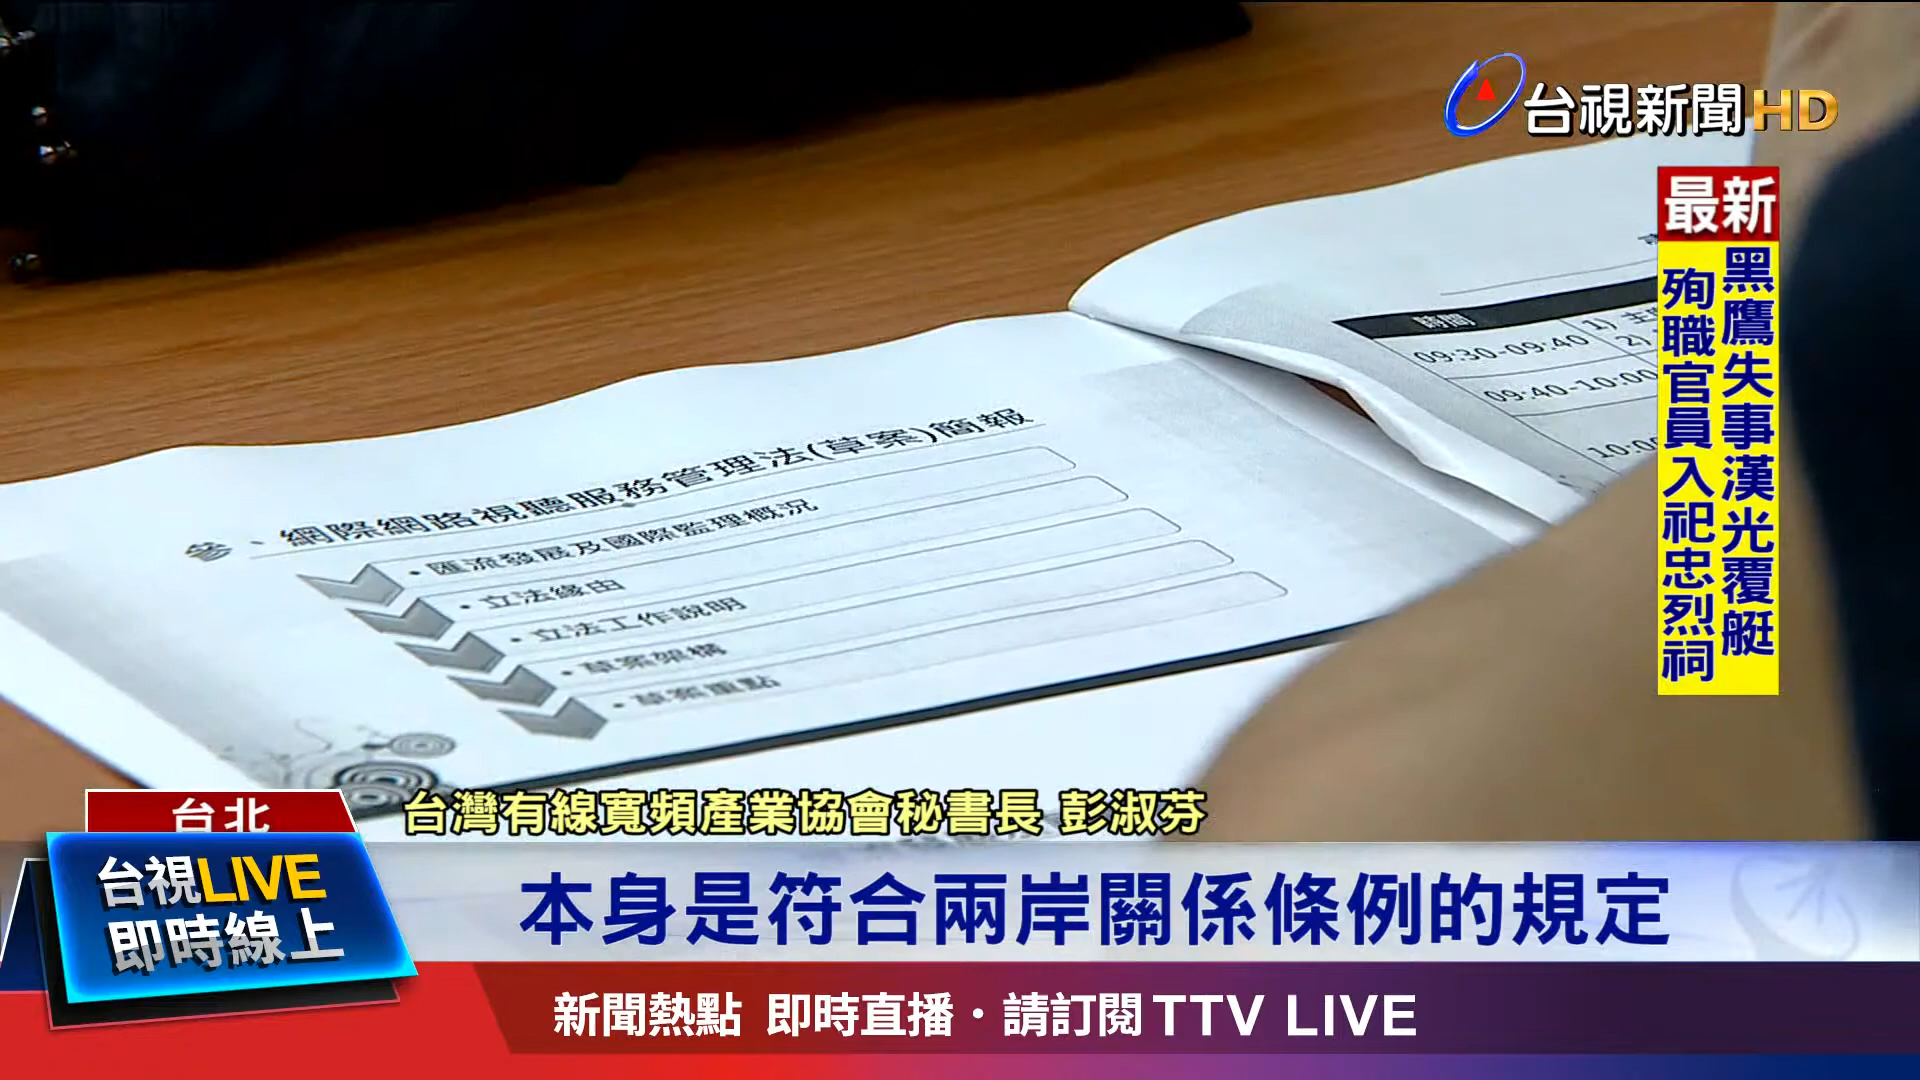 台視新聞HD
最新
黑鷹失事漢光覆艇
殉職官員入祀忠烈祠
時間
09:30-09:40
1)
09:40-10:00
2)
參、網際網路視聽服務管理法(草案)簡報
•匯流發展及國際監理概況
•立法緣由
•立法工作說明
•草案架構
•草案重點
台北
台灣有線寬頻產業協會秘書長 彭淑芬
台視LIVE
即時線上
本身是符合兩岸關係條例的規定
新聞熱點 即時直播・請訂閱TTV LIVE